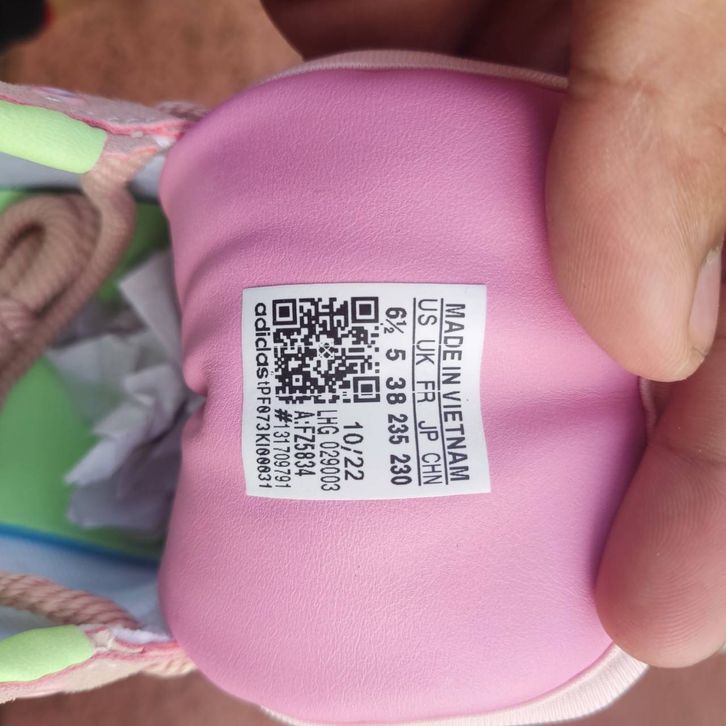 MADE IN VIETNAM
US UK FR JP CHN
6½ 5 38 235 230
10/22
LHG 029003
A:FZ5834
#131709791
adidas tPF073KI00031